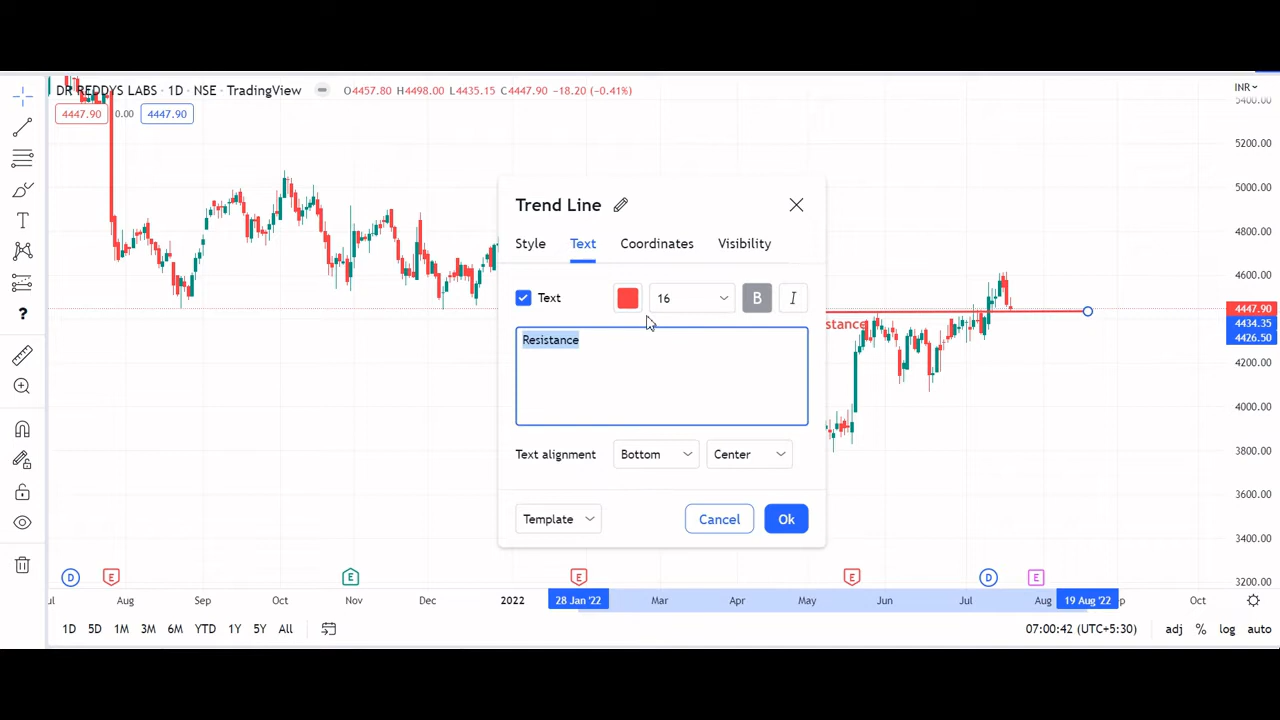 DR REDDYS LABS · 1D · NSE · TradingView
O4457.80 H4498.00 L4435.15 C4447.90 −18.20 (−0.41%)
INR
4447.90 0.00 4447.90
5400.00
5200.00
5000.00
4800.00
4600.00
4447.90
4434.35
4426.50
4200.00
4000.00
3800.00
3600.00
3400.00
3200.00
Trend Line
Style Text Coordinates Visibility
Text 16 B I
Resistance
stance
Text alignment Bottom Center
Template Cancel Ok
T
?
D E E E E D E
ul Aug Sep Oct Nov Dec 2022 28 Jan '22 Mar Apr May Jun Jul Aug 19 Aug '22 p Oct
1D 5D 1M 3M 6M YTD 1Y 5Y All
07:00:42 (UTC+5:30) adj % log auto